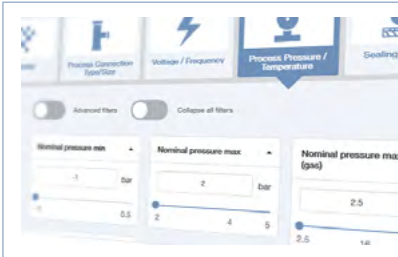 Process Connection
Type/Size
Voltage / Frequency
Process Pressure /
Temperature
Sealing
Advanced filters
Collapse all filters
Nominal pressure min
Nominal pressure max
Nominal pressure max
(gas)
-1
bar
2
bar
2.5
0.5
2
4
5
2.5